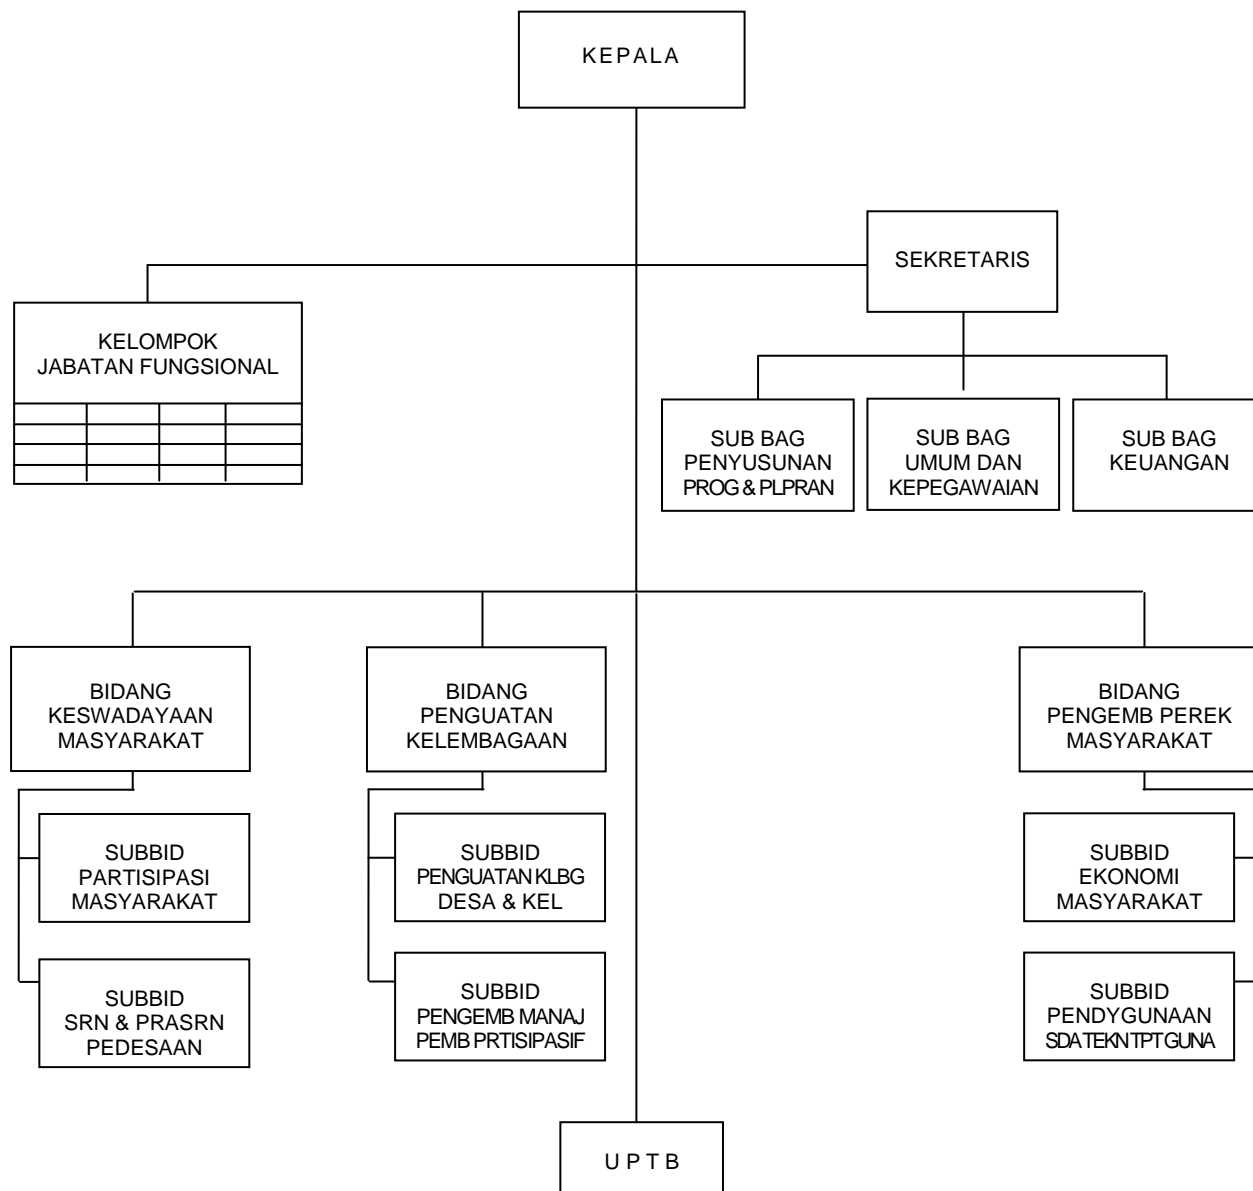 KEPALA
SEKRETARIS
KELOMPOK
JABATAN FUNGSIONAL
SUB BAG
PENYUSUNAN
PROG & PLPRAN
SUB BAG
UMUM DAN
KEPEGAWAIAN
SUB BAG
KEUANGAN
BIDANG
KESWADAYAAN
MASYARAKAT
BIDANG
PENGUATAN
KELEMBAGAAN
BIDANG
PENGEMB PEREK
MASYARAKAT
SUBBID
PARTISIPASI
MASYARAKAT
SUBBID
PENGUATAN KLBG
DESA & KEL
SUBBID
EKONOMI
MASYARAKAT
SUBBID
SRN & PRASRN
PEDESAAN
SUBBID
PENGEMB MANAJ
PEMB PRTISIPASIF
SUBBID
PENDYGUNAAN
SDA TEKN TPT GUNA
U P T B